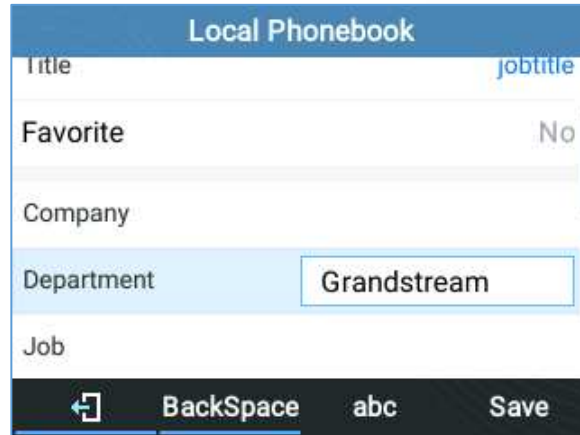 Local Phonebook
Title jobtitle
Favorite No
Company
Department Grandstream
Job
BackSpace abc Save